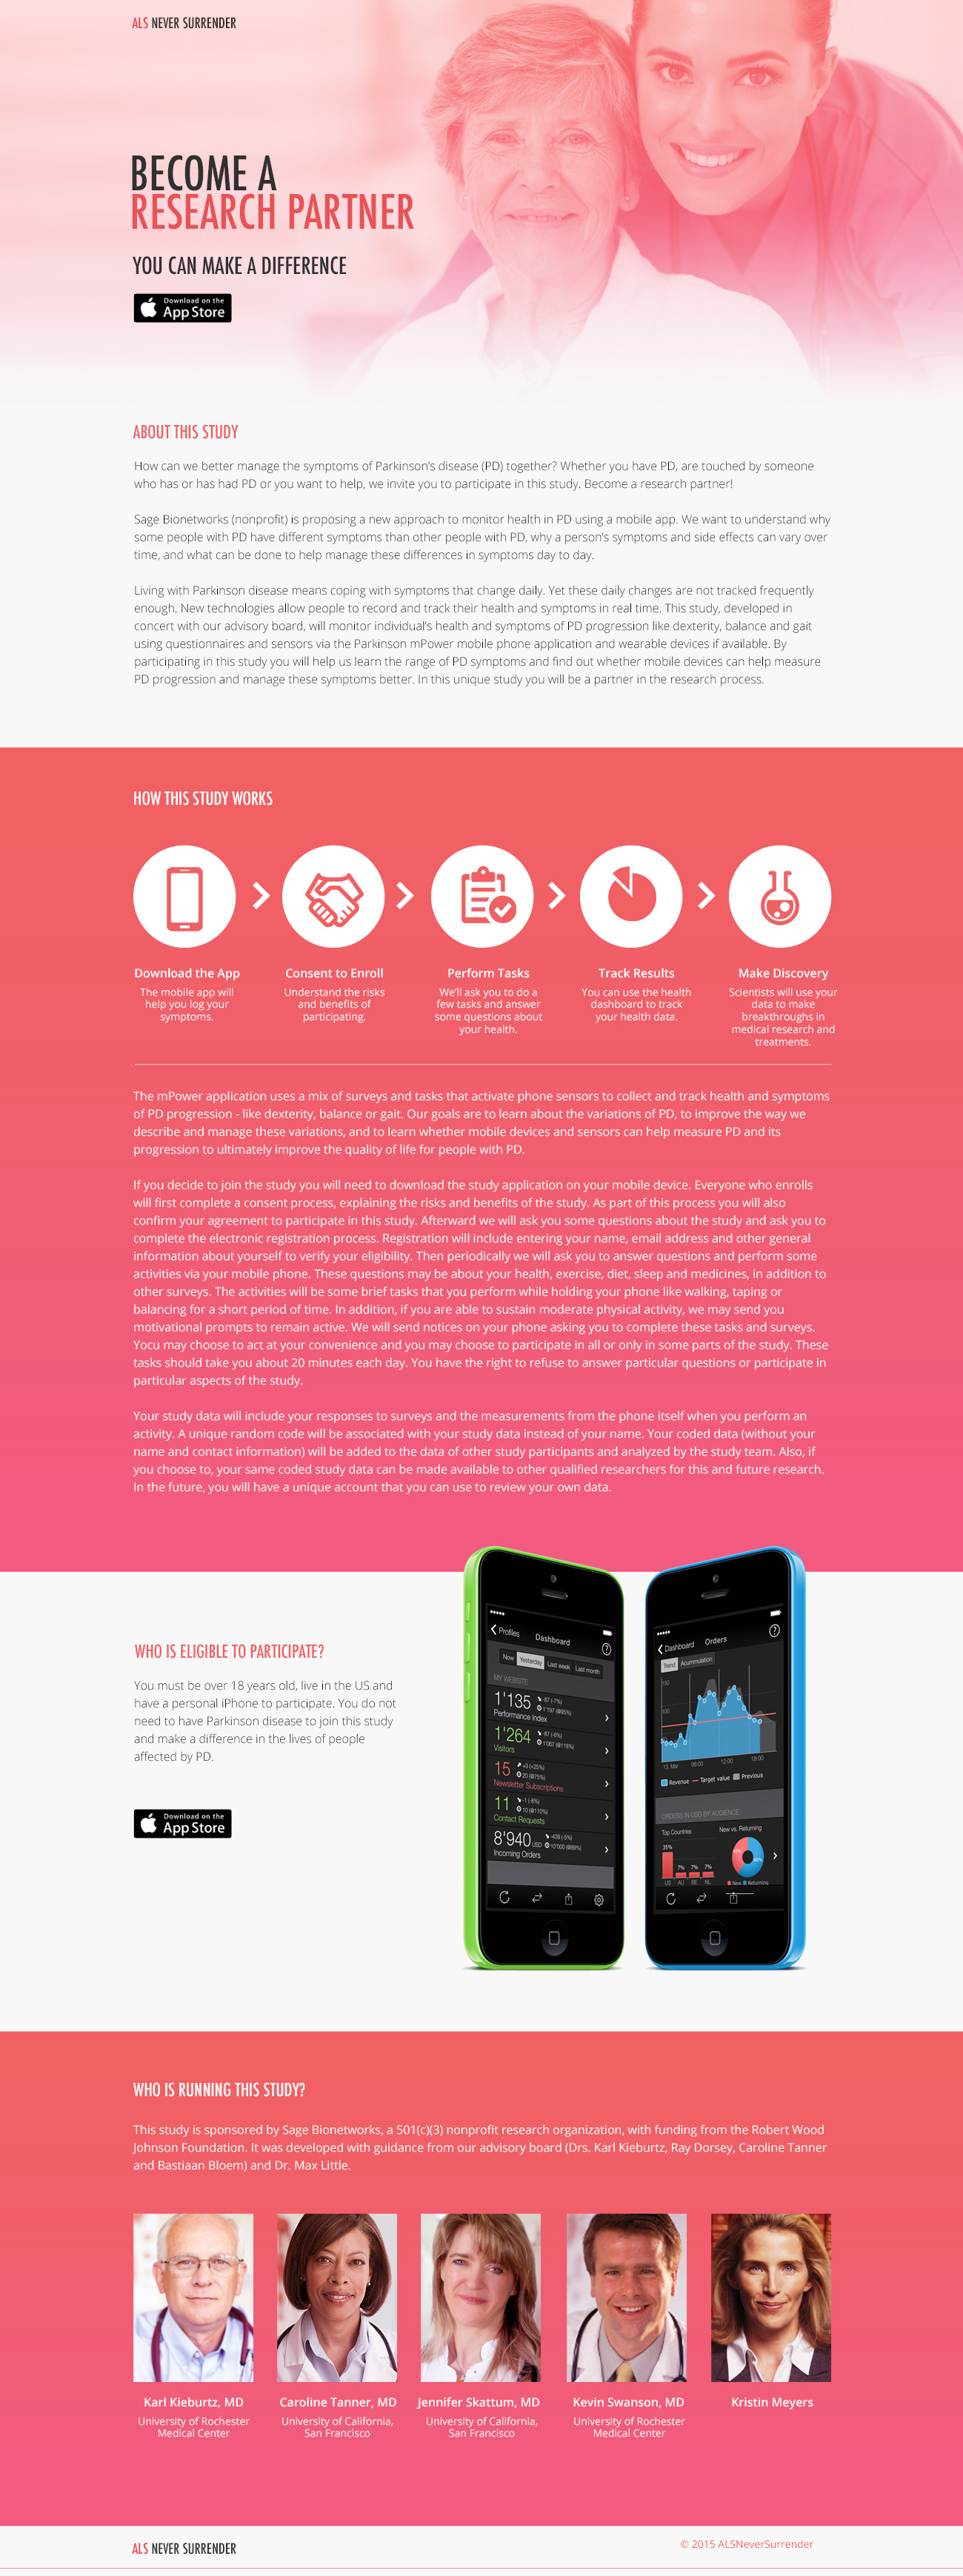 ALS NEVER SURRENDER
BECOME A
RESEARCH PARTNER
YOU CAN MAKE A DIFFERENCE
Download on the
App Store
ABOUT THIS STUDY
How can we better manage the symptoms of Parkinson's disease (PD) together? Whether you have PD, are touched by someone
who has or has had PD or you want to help, we invite you to participate in this study. Become a research partner!
Sage Bionetworks (nonprofit) is proposing a new approach to monitor health in PD using a mobile app. We want to understand why
some people with PD have different symptoms than other people with PD, why a person's symptoms and side effects can vary over
time, and what can be done to help manage these differences in symptoms day to day.
Living with Parkinson disease means coping with symptoms that change daily. Yet these daily changes are not tracked frequently
enough. New technologies allow people to record and track their health and symptoms in real time. This study, developed in
concert with our advisory board, will monitor individual's health and symptoms of PD progression like dexterity, balance and gait
using questionnaires and sensors via the Parkinson mPower mobile phone application and wearable devices if available. By
participating in this study you will help us learn the range of PD symptoms and find out whether mobile devices can help measure
PD progression and manage these symptoms better. In this unique study you will be a partner in the research process.
HOW THIS STUDY WORKS
Download the App
The mobile app will
help you log your
symptoms.
Consent to Enroll
Understand the risks
and benefits of
participating.
Perform Tasks
We'll ask you to do a
few tasks and answer
some questions about
your health.
Track Results
You can use the health
dashboard to track
your health data.
Make Discovery
Scientists will use your
data to make
breakthroughs in
medical research and
treatments.
The mPower application uses a mix of surveys and tasks that activate phone sensors to collect and track health and symptoms
of PD progression - like dexterity, balance or gait. Our goals are to learn about the variations of PD, to improve the way we
describe and manage these variations, and to learn whether mobile devices and sensors can help measure PD and its
progression to ultimately improve the quality of life for people with PD.
If you decide to join the study you will need to download the study application on your mobile device. Everyone who enrolls
will first complete a consent process, explaining the risks and benefits of the study. As part of this process you will also
confirm your agreement to participate in this study. Afterward we will ask you some questions about the study and ask you to
complete the electronic registration process. Registration will include entering your name, email address and other general
information about yourself to verify your eligibility. Then periodically we will ask you to answer questions and perform some
activities via your mobile phone. These questions may be about your health, exercise, diet, sleep and medicines, in addition to
other surveys. The activities will be some brief tasks that you perform while holding your phone like walking, taping or
balancing for a short period of time. In addition, if you are able to sustain moderate physical activity, we may send you
motivational prompts to remain active. We will send notices on your phone asking you to complete these tasks and surveys.
Yocu may choose to act at your convenience and you may choose to participate in all or only in some parts of the study. These
tasks should take you about 20 minutes each day. You have the right to refuse to answer particular questions or participate in
particular aspects of the study.
Your study data will include your responses to surveys and the measurements from the phone itself when you perform an
activity. A unique random code will be associated with your study data instead of your name. Your coded data (without your
name and contact information) will be added to the data of other study participants and analyzed by the study team. Also, if
you choose to, your same coded study data can be made available to other qualified researchers for this and future research.
In the future, you will have a unique account that you can use to review your own data.
WHO IS ELIGIBLE TO PARTICIPATE?
You must be over 18 years old, live in the US and
have a personal iPhone to participate. You do not
need to have Parkinson disease to join this study
and make a difference in the lives of people
affected by PD.
Download on the
App Store
Profiles Dashboard ?
Now Yesterday Last week Last month
MY WEBSITE
1'135 -87 (-7%)
Performance Index 1'197 (@95%)
1'264 -87 (-6%)
Visitors 1'067 (@118%)
15 +3 (+25%)
Newsletter Subscriptions 20 (@75%)
11 -1 (-8%)
Contact Requests 10 (@110%)
8'940 USD -439 (-5%)
Incoming Orders 10'000 (@89%)
Dashboard Orders ?
Trend Acummulation
100
13. Mar 06:00 12:00 18:00
Revenue Target value Previous
ORDERS IN USD BY AUDIENCE
Top Countries New vs. Returning
35% 7% 7% 7%
US AU BE NL
New Returning
WHO IS RUNNING THIS STUDY?
This study is sponsored by Sage Bionetworks, a 501(c)(3) nonprofit research organization, with funding from the Robert Wood
Johnson Foundation. It was developed with guidance from our advisory board (Drs. Karl Kieburtz, Ray Dorsey, Caroline Tanner
and Bastiaan Bloem) and Dr. Max Little.
Karl Kieburtz, MD
University of Rochester
Medical Center
Caroline Tanner, MD
University of California,
San Francisco
Jennifer Skattum, MD
University of California,
San Francisco
Kevin Swanson, MD
University of Rochester
Medical Center
Kristin Meyers
ALS NEVER SURRENDER
© 2015 ALSNeverSurrender